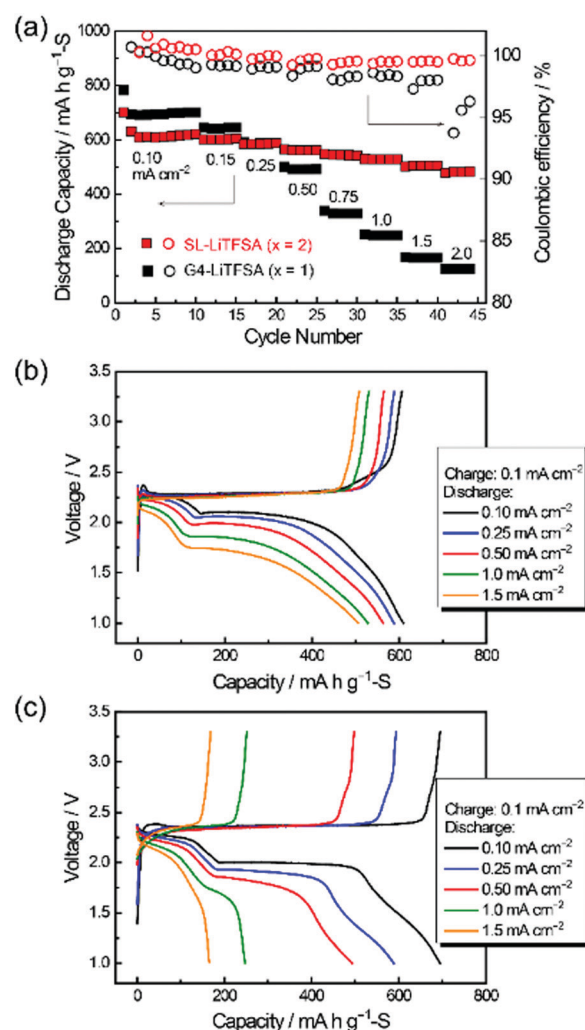 (a)
Discharge Capacity / mA h g⁻¹-S
1000
900
800
600
400
200
0
0.10
mA cm⁻²
0.15
0.25
0.50
0.75
1.0
1.5
2.0
SL-LiTFSA (x = 2)
G4-LiTFSA (x = 1)
100
95
90
85
80
Coulombic efficiency / %
0 5 10 15 20 25 30 35 40 45
Cycle Number
(b)
Voltage / V
3.5
3.0
2.5
2.0
1.5
1.0
0 200 400 600 800
Capacity / mA h g⁻¹-S
Charge: 0.1 mA cm⁻²
Discharge:
0.10 mA cm⁻²
0.25 mA cm⁻²
0.50 mA cm⁻²
1.0 mA cm⁻²
1.5 mA cm⁻²
(c)
Voltage / V
3.5
3.0
2.5
2.0
1.5
1.0
0 200 400 600 800
Capacity / mA h g⁻¹-S
Charge: 0.1 mA cm⁻²
Discharge:
0.10 mA cm⁻²
0.25 mA cm⁻²
0.50 mA cm⁻²
1.0 mA cm⁻²
1.5 mA cm⁻²